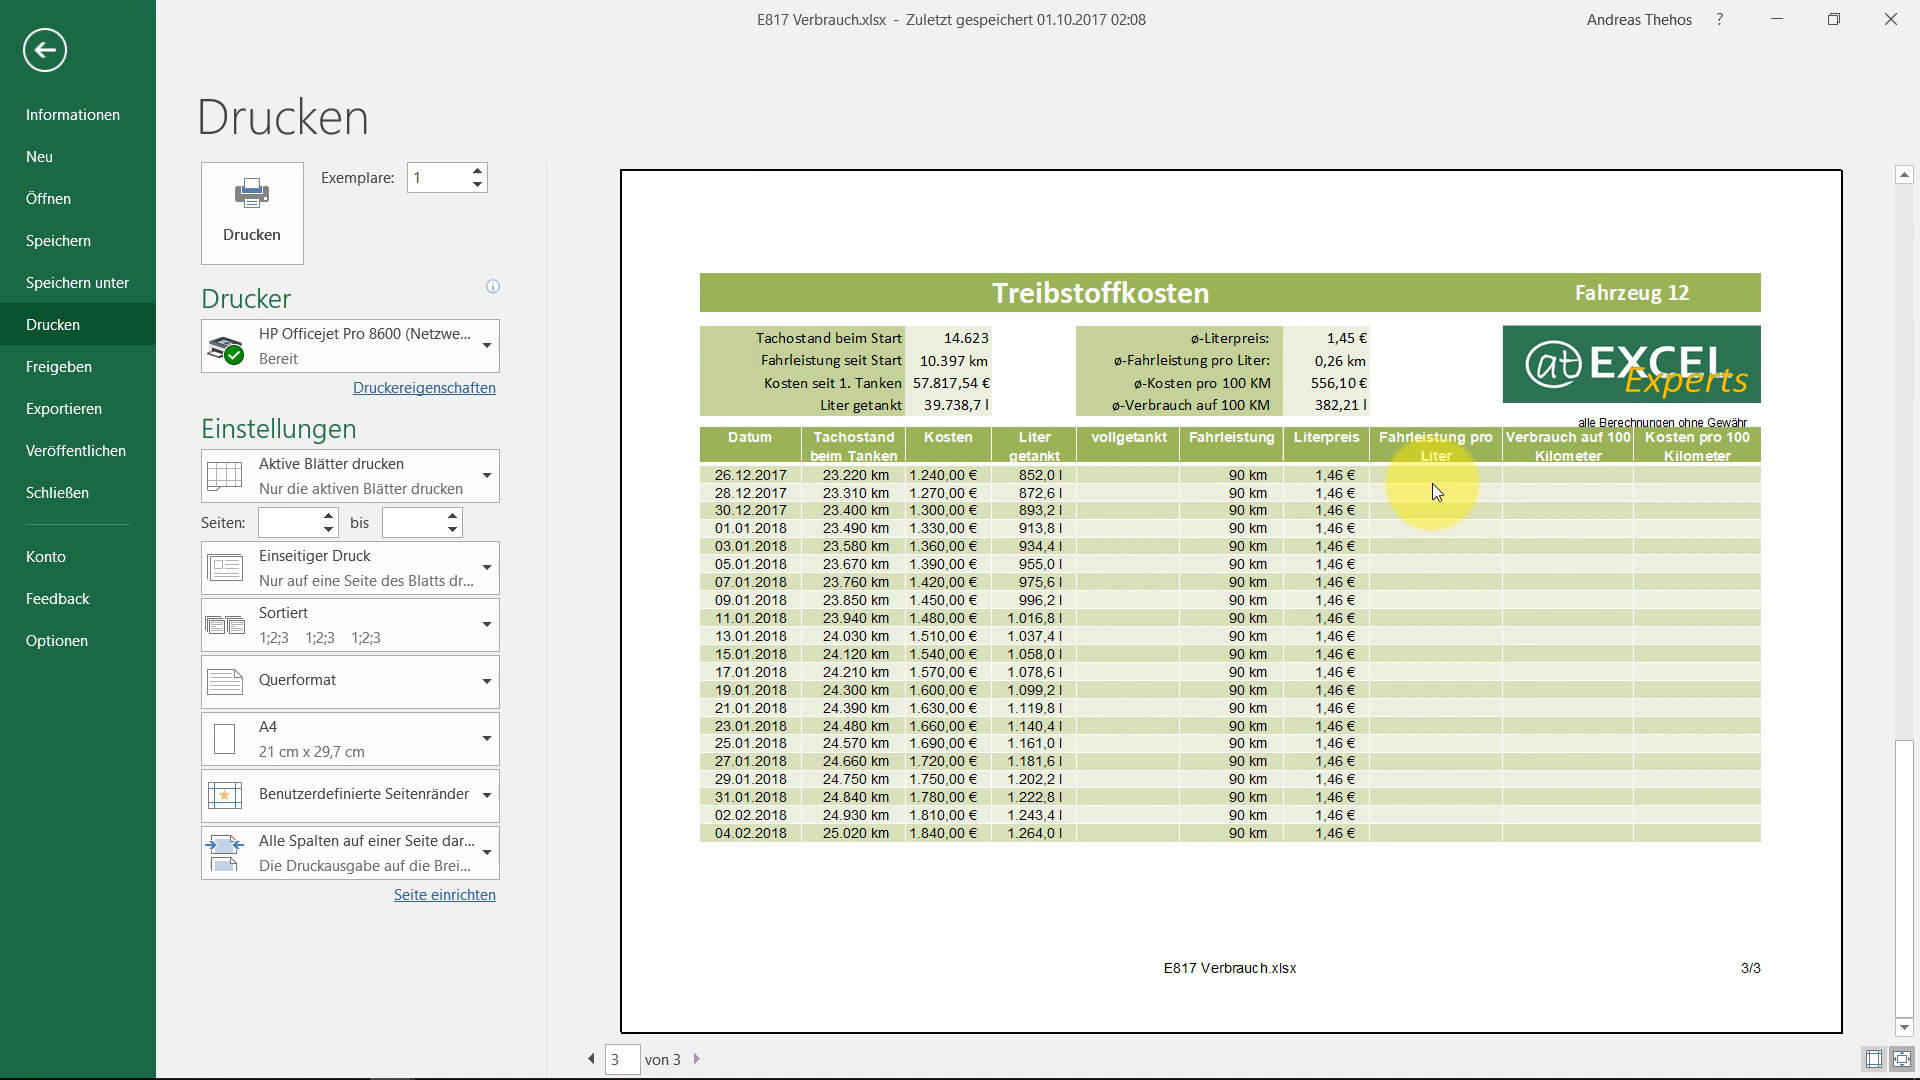 E817 Verbrauch.xlsx - Zuletzt gespeichert 01.10.2017 02:08
Andreas Thehos ?
Informationen
Neu
Öffnen
Speichern
Speichern unter
Drucken
Freigeben
Exportieren
Veröffentlichen
Schließen
Konto
Feedback
Optionen
Drucken
Drucken
Exemplare: 1
Drucker
HP Officejet Pro 8600 (Netzwe...
Bereit
Druckereigenschaften
Einstellungen
Aktive Blätter drucken
Nur die aktiven Blätter drucken
Seiten: bis
Einseitiger Druck
Nur auf eine Seite des Blatts dr...
Sortiert
1;2;3 1;2;3 1;2;3
Querformat
A4
21 cm x 29,7 cm
Benutzerdefinierte Seitenränder
Alle Spalten auf einer Seite dar...
Die Druckausgabe auf die Brei...
Seite einrichten
Treibstoffkosten Fahrzeug 12
Tachostand beim Start 14.623 ø-Literpreis: 1,45 €
Fahrleistung seit Start 10.397 km ø-Fahrleistung pro Liter: 0,26 km
Kosten seit 1. Tanken 57.817,54 € ø-Kosten pro 100 KM 556,10 €
Liter getankt 39.738,7 l ø-Verbrauch auf 100 KM 382,21 l
@ EXCEL
Experts
alle Berechnungen ohne Gewähr
Datum Tachostand Kosten Liter vollgetankt Fahrleistung Literpreis Fahrleistung pro Verbrauch auf 100 Kosten pro 100
beim Tanken getankt Liter Kilometer Kilometer
26.12.2017 23.220 km 1.240,00 € 852,0 l 90 km 1,46 €
28.12.2017 23.310 km 1.270,00 € 872,6 l 90 km 1,46 €
30.12.2017 23.400 km 1.300,00 € 893,2 l 90 km 1,46 €
01.01.2018 23.490 km 1.330,00 € 913,8 l 90 km 1,46 €
03.01.2018 23.580 km 1.360,00 € 934,4 l 90 km 1,46 €
05.01.2018 23.670 km 1.390,00 € 955,0 l 90 km 1,46 €
07.01.2018 23.760 km 1.420,00 € 975,6 l 90 km 1,46 €
09.01.2018 23.850 km 1.450,00 € 996,2 l 90 km 1,46 €
11.01.2018 23.940 km 1.480,00 € 1.016,8 l 90 km 1,46 €
13.01.2018 24.030 km 1.510,00 € 1.037,4 l 90 km 1,46 €
15.01.2018 24.120 km 1.540,00 € 1.058,0 l 90 km 1,46 €
17.01.2018 24.210 km 1.570,00 € 1.078,6 l 90 km 1,46 €
19.01.2018 24.300 km 1.600,00 € 1.099,2 l 90 km 1,46 €
21.01.2018 24.390 km 1.630,00 € 1.119,8 l 90 km 1,46 €
23.01.2018 24.480 km 1.660,00 € 1.140,4 l 90 km 1,46 €
25.01.2018 24.570 km 1.690,00 € 1.161,0 l 90 km 1,46 €
27.01.2018 24.660 km 1.720,00 € 1.181,6 l 90 km 1,46 €
29.01.2018 24.750 km 1.750,00 € 1.202,2 l 90 km 1,46 €
31.01.2018 24.840 km 1.780,00 € 1.222,8 l 90 km 1,46 €
02.02.2018 24.930 km 1.810,00 € 1.243,4 l 90 km 1,46 €
04.02.2018 25.020 km 1.840,00 € 1.264,0 l 90 km 1,46 €
E817 Verbrauch.xlsx 3/3
3 von 3